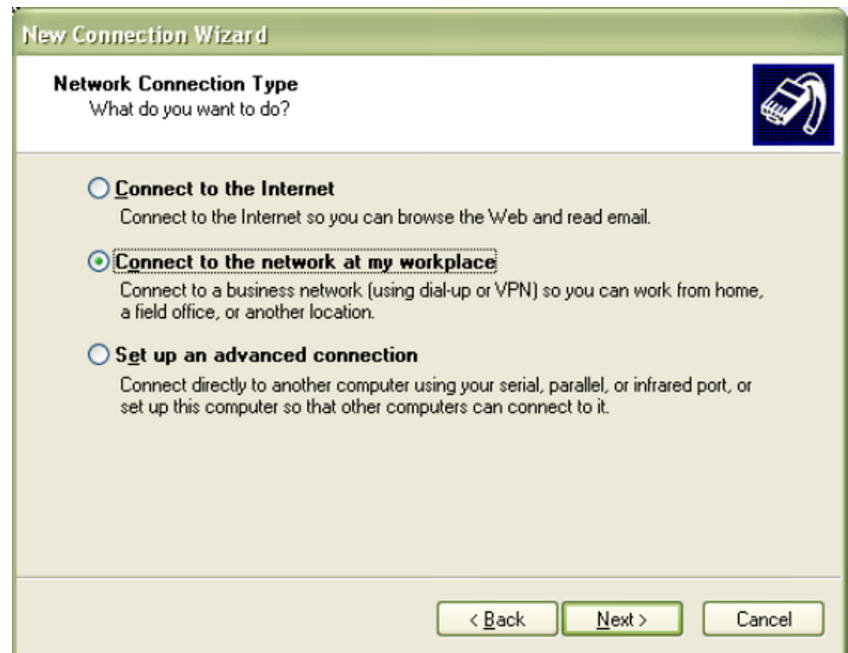 New Connection Wizard
Network Connection Type
What do you want to do?
Connect to the Internet
Connect to the Internet so you can browse the Web and read email.
Connect to the network at my workplace
Connect to a business network (using dial-up or VPN) so you can work from home,
a field office, or another location.
Set up an advanced connection
Connect directly to another computer using your serial, parallel, or infrared port, or
set up this computer so that other computers can connect to it.
< Back Next > Cancel